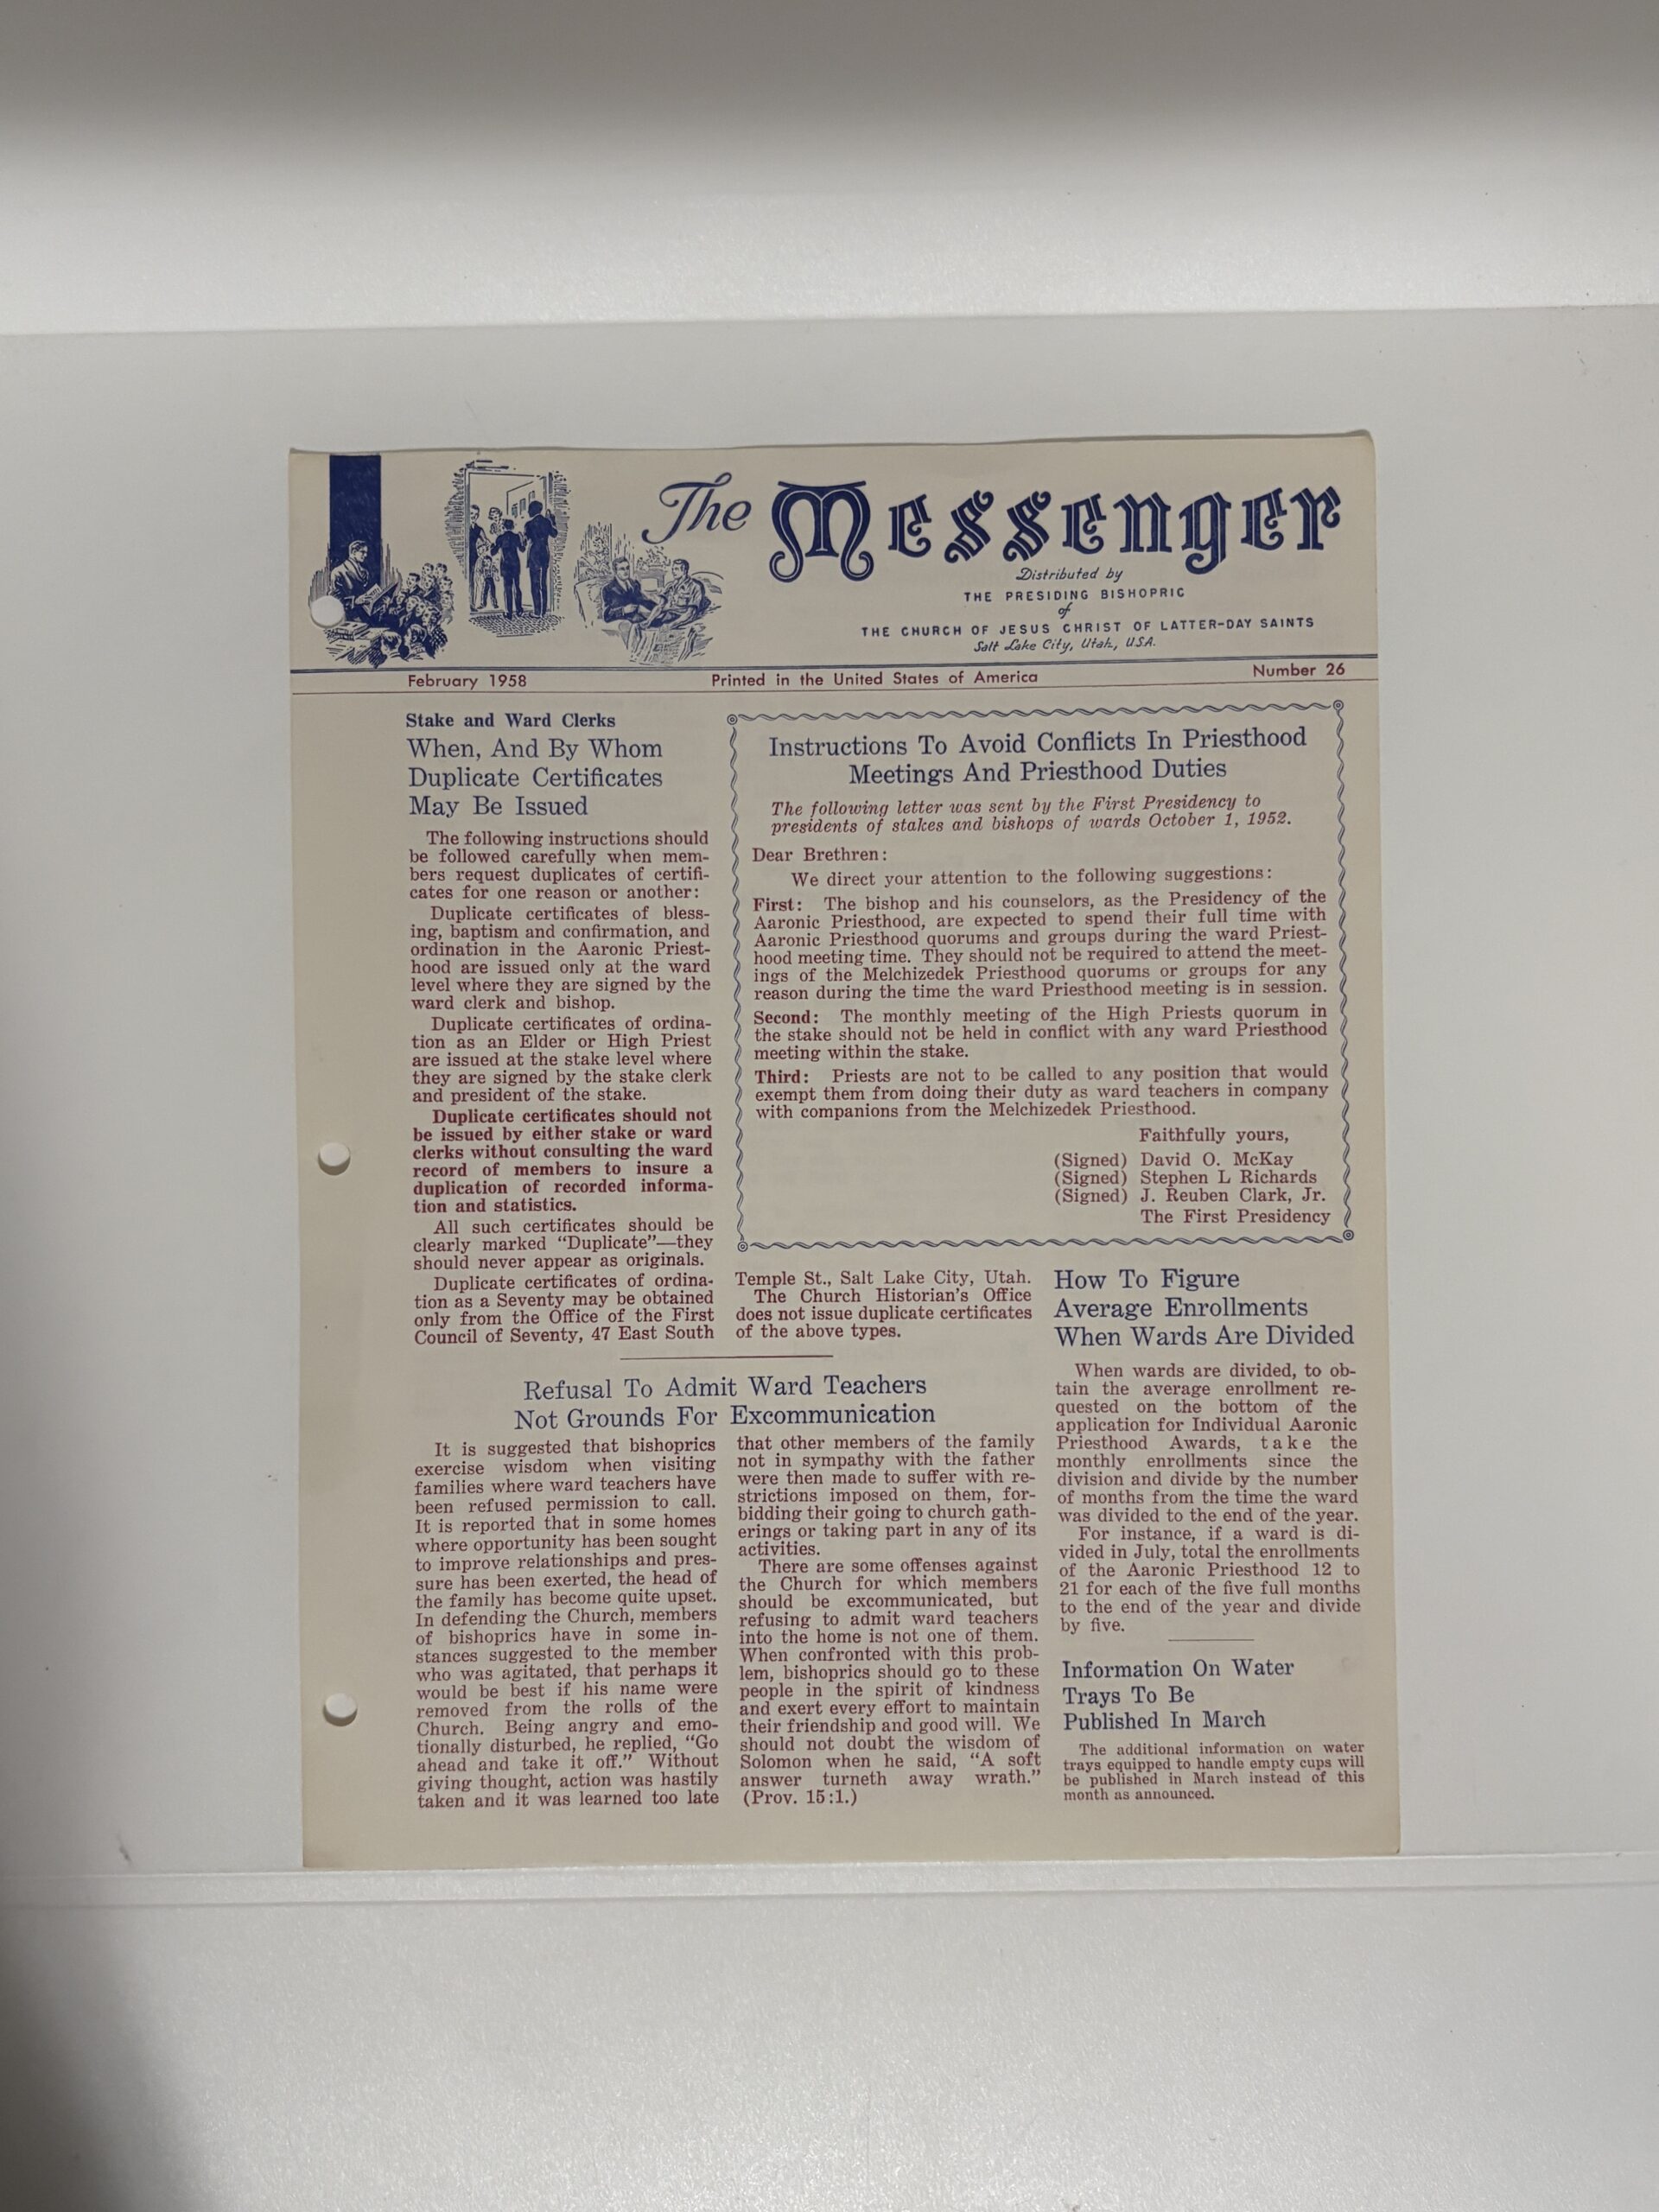 The Messenger
Distributed by
THE PRESIDING BISHOPRIC
of
THE CHURCH OF JESUS CHRIST OF LATTER-DAY SAINTS
Salt Lake City, Utah, USA.
February 1958
Printed in the United States of America
Number 26
Stake and Ward Clerks
When, And By Whom
Duplicate Certificates
May Be Issued
The following instructions should
be followed carefully when mem-
bers request duplicates of certifi-
cates for one reason or another:
Duplicate certificates of bless-
ing, baptism and confirmation, and
ordination in the Aaronic Priest-
hood are issued only at the ward
level where they are signed by the
ward clerk and bishop.
Duplicate certificates of ordina-
tion as an Elder or High Priest
are issued at the stake level where
they are signed by the stake clerk
and president of the stake.
Duplicate certificates should not
be issued by either stake or ward
clerks without consulting the ward
record of members to insure a
duplication of recorded informa-
tion and statistics.
All such certificates should be
clearly marked “Duplicate”—they
should never appear as originals.
Duplicate certificates of ordina-
tion as a Seventy may be obtained
only from the Office of the First
Council of Seventy, 47 East South
Temple St., Salt Lake City, Utah.
The Church Historian's Office
does not issue duplicate certificates
of the above types.
Instructions To Avoid Conflicts In Priesthood
Meetings And Priesthood Duties
The following letter was sent by the First Presidency to
presidents of stakes and bishops of wards October 1, 1952.
Dear Brethren:
We direct your attention to the following suggestions:
First: The bishop and his counselors, as the Presidency of the
Aaronic Priesthood, are expected to spend their full time with
Aaronic Priesthood quorums and groups during the ward Priest-
hood meeting time. They should not be required to attend the meet-
ings of the Melchizedek Priesthood quorums or groups for any
reason during the time the ward Priesthood meeting is in session.
Second: The monthly meeting of the High Priests quorum in
the stake should not be held in conflict with any ward Priesthood
meeting within the stake.
Third: Priests are not to be called to any position that would
exempt them from doing their duty as ward teachers in company
with companions from the Melchizedek Priesthood.
Faithfully yours,
(Signed) David O. McKay
(Signed) Stephen L Richards
(Signed) J. Reuben Clark, Jr.
The First Presidency
Refusal To Admit Ward Teachers
Not Grounds For Excommunication
It is suggested that bishoprics
exercise wisdom when visiting
families where ward teachers have
been refused permission to call.
It is reported that in some homes
where opportunity has been sought
to improve relationships and pres-
sure has been exerted, the head of
the family has become quite upset.
In defending the Church, members
of bishoprics have in some in-
stances suggested to the member
who was agitated, that perhaps it
would be best if his name were
removed from the rolls of the
Church. Being angry and emo-
tionally disturbed, he replied, “Go
ahead and take it off.” Without
giving thought, action was hastily
taken and it was learned too late
that other members of the family
not in sympathy with the father
were then made to suffer with re-
strictions imposed on them, for-
bidding their going to church gath-
erings or taking part in any of its
activities.
There are some offenses against
the Church for which members
should be excommunicated, but
refusing to admit ward teachers
into the home is not one of them.
When confronted with this prob-
lem, bishoprics should go to these
people in the spirit of kindness
and exert every effort to maintain
their friendship and good will. We
should not doubt the wisdom of
Solomon when he said, “A soft
answer turneth away wrath.”
(Prov. 15:1.)
How To Figure
Average Enrollments
When Wards Are Divided
When wards are divided, to ob-
tain the average enrollment re-
quested on the bottom of the
application for Individual Aaronic
Priesthood Awards, take the
monthly enrollments since the
division and divide by the number
of months from the time the ward
was divided to the end of the year.
For instance, if a ward is di-
vided in July, total the enrollments
of the Aaronic Priesthood 12 to
21 for each of the five full months
to the end of the year and divide
by five.
Information On Water
Trays To Be
Published In March
The additional information on water
trays equipped to handle empty cups will
be published in March instead of this
month as announced.